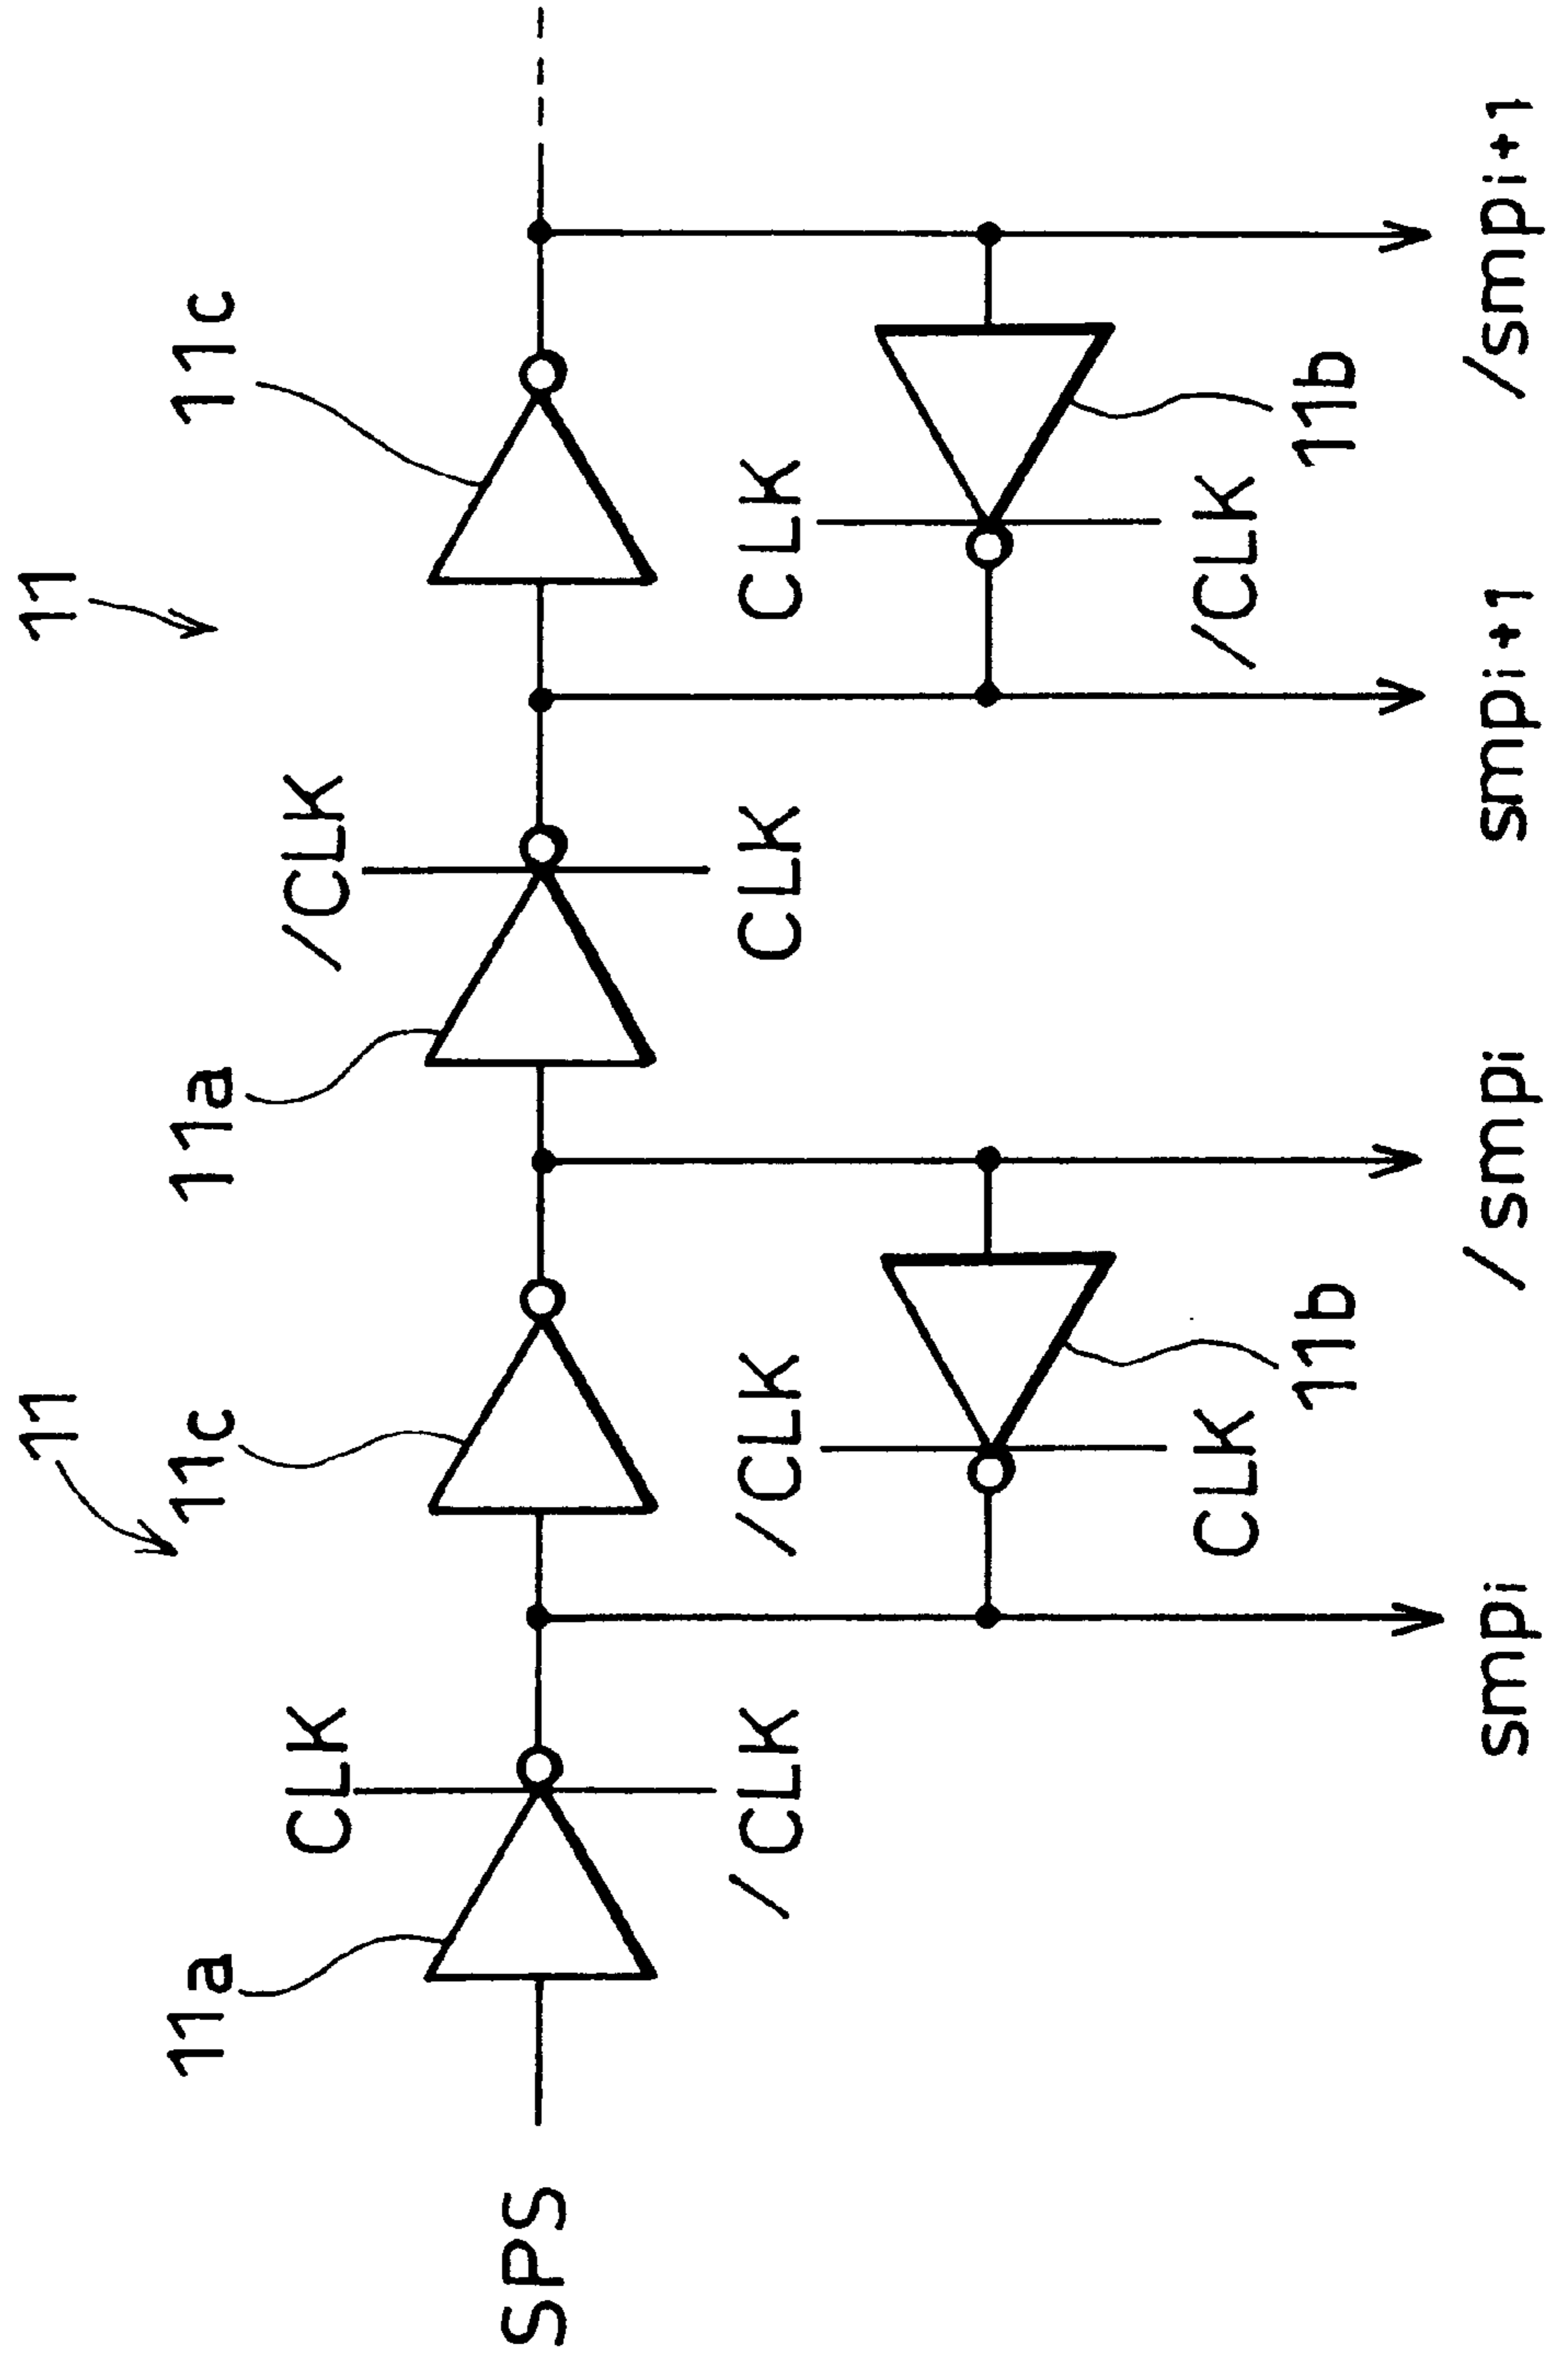 11
11
11a
11c
11a
11c
CLK
/CLK
SPS
/CLK
/CLK
CLK
CLK
CLK
11b
/CLK
11b
smpi
/smpi
smpi+1
/smpi+1